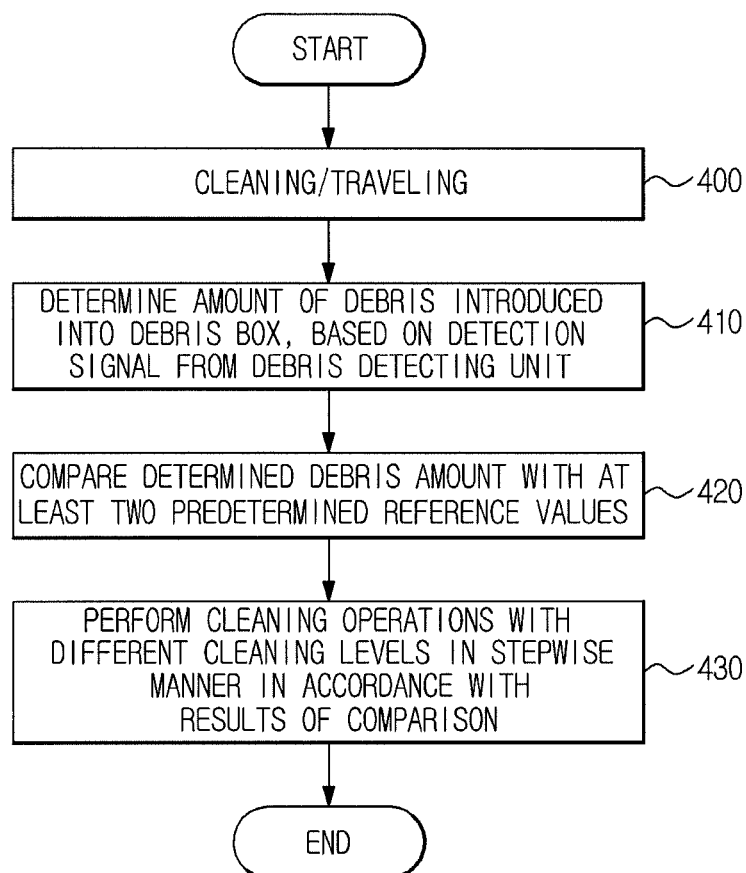 START
CLEANING/TRAVELING
400
DETERMINE AMOUNT OF DEBRIS INTRODUCED
INTO DEBRIS BOX, BASED ON DETECTION
SIGNAL FROM DEBRIS DETECTING UNIT
410
COMPARE DETERMINED DEBRIS AMOUNT WITH AT
LEAST TWO PREDETERMINED REFERENCE VALUES
420
PERFORM CLEANING OPERATIONS WITH
DIFFERENT CLEANING LEVELS IN STEPWISE
MANNER IN ACCORDANCE WITH
RESULTS OF COMPARISON
430
END